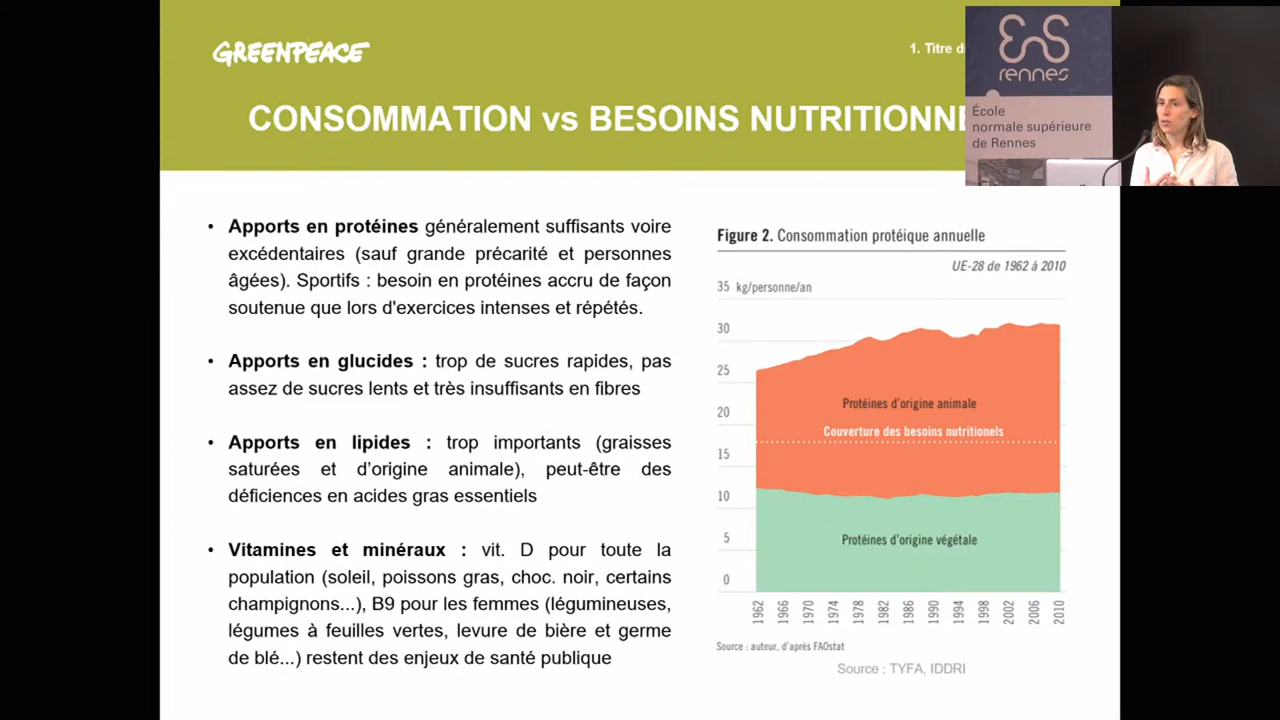 GREENPEACE
1. Titre d
CONSOMMATION vs BESOINS NUTRITIONNE
ENS
rennes
École
normale supérieure
de Rennes
• Apports en protéines généralement suffisants voire
excédentaires (sauf grande précarité et personnes
âgées). Sportifs : besoin en protéines accru de façon
soutenue que lors d'exercices intenses et répétés.
• Apports en glucides : trop de sucres rapides, pas
assez de sucres lents et très insuffisants en fibres
• Apports en lipides : trop importants (graisses
saturées et d'origine animale), peut-être des
déficiences en acides gras essentiels
• Vitamines et minéraux : vit. D pour toute la
population (soleil, poissons gras, choc. noir, certains
champignons...), B9 pour les femmes (légumineuses,
légumes à feuilles vertes, levure de bière et germe
de blé...) restent des enjeux de santé publique
Figure 2. Consommation protéique annuelle
UE-28 de 1962 à 2010
35 kg/personne/an
30
25
20
15
10
5
0
Protéines d'origine animale
Couverture des besoins nutritionels
Protéines d'origine végétale
1962 1966 1970 1974 1978 1982 1986 1990 1994 1998 2002 2006 2010
Source : auteur, d'après FAOstat
Source : TYFA, IDDRI